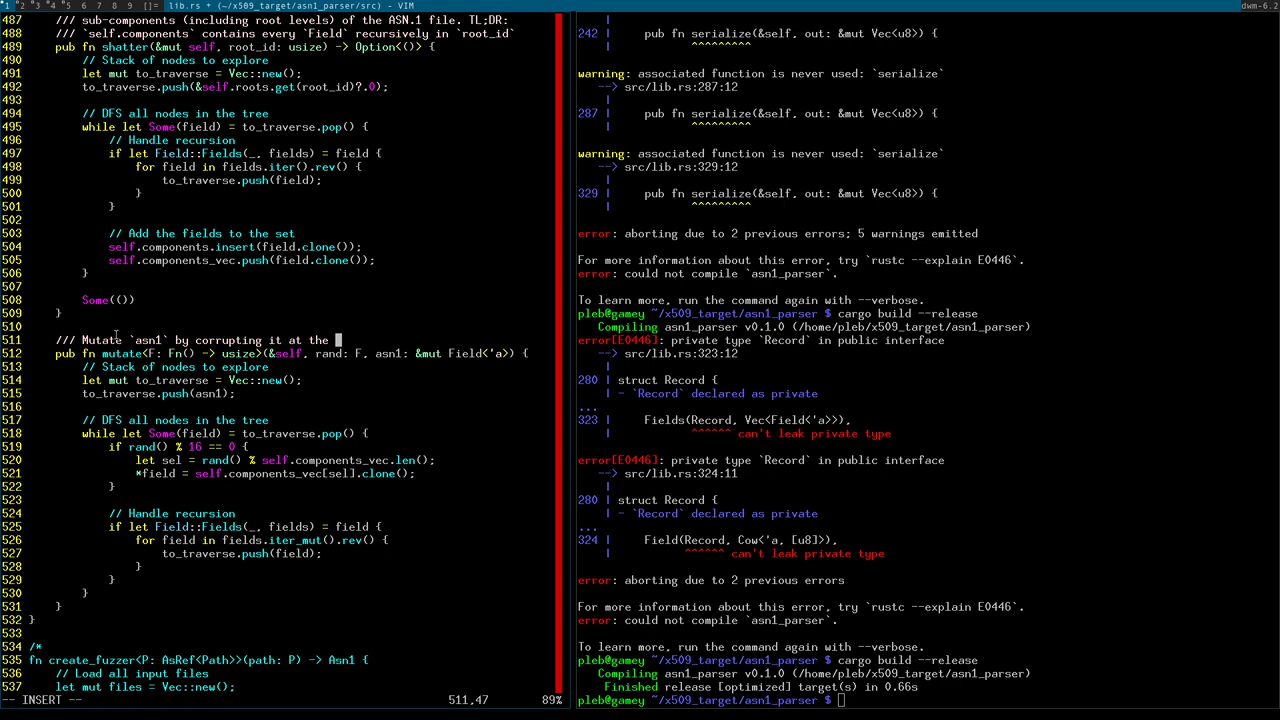 1 2 3 4 5 6 7 8 9 []= lib.rs + (~/x509_target/asn1_parser/src) - VIM dwm-6.2
487     /// sub-components (including root levels) of the ASN.1 file. TL;DR:
488     /// `self.components` contains every `Field` recursively in `root_id`
489     pub fn shatter(&mut self, root_id: usize) -> Option<()> {
490         // Stack of nodes to explore
491         let mut to_traverse = Vec::new();
492         to_traverse.push(&self.roots.get(root_id)?.0);
493
494         // DFS all nodes in the tree
495         while let Some(field) = to_traverse.pop() {
496             // Handle recursion
497             if let Field::Fields(_, fields) = field {
498                 for field in fields.iter().rev() {
499                     to_traverse.push(field);
500                 }
501             }
502
503             // Add the fields to the set
504             self.components.insert(field.clone());
505             self.components_vec.push(field.clone());
506         }
507
508         Some(())
509     }
510
511     /// Mutate `asn1` by corrupting it at the
512     pub fn mutate<F: Fn() -> usize>(&self, rand: F, asn1: &mut Field<'a>) {
513         // Stack of nodes to explore
514         let mut to_traverse = Vec::new();
515         to_traverse.push(asn1);
516
517         // DFS all nodes in the tree
518         while let Some(field) = to_traverse.pop() {
519             if rand() % 16 == 0 {
520                 let sel = rand() % self.components_vec.len();
521                 *field = self.components_vec[sel].clone();
522             }
523
524             // Handle recursion
525             if let Field::Fields(_, fields) = field {
526                 for field in fields.iter_mut().rev() {
527                     to_traverse.push(field);
528                 }
529             }
530         }
531     }
532 }
533
534 /*
535 fn create_fuzzer<P: AsRef<Path>>(path: P) -> Asn1 {
536     // Load all input files
537     let mut files = Vec::new();
-- INSERT -- 511,47 89%
    |
242 |     pub fn serialize(&self, out: &mut Vec<u8>) {
    |            ^^^^^^^^^

warning: associated function is never used: `serialize`
   --> src/lib.rs:287:12
    |
287 |     pub fn serialize(&self, out: &mut Vec<u8>) {
    |            ^^^^^^^^^

warning: associated function is never used: `serialize`
   --> src/lib.rs:329:12
    |
329 |     pub fn serialize(&self, out: &mut Vec<u8>) {
    |            ^^^^^^^^^

error: aborting due to 2 previous errors; 5 warnings emitted

For more information about this error, try `rustc --explain E0446`.
error: could not compile `asn1_parser`.

To learn more, run the command again with --verbose.
pleb@gamey ~/x509_target/asn1_parser $ cargo build --release
   Compiling asn1_parser v0.1.0 (/home/pleb/x509_target/asn1_parser)
error[E0446]: private type `Record` in public interface
   --> src/lib.rs:323:12
    |
280 | struct Record {
    | - `Record` declared as private
...
323 |     Fields(Record, Vec<Field<'a>>),
    |            ^^^^^^ can't leak private type

error[E0446]: private type `Record` in public interface
   --> src/lib.rs:324:11
    |
280 | struct Record {
    | - `Record` declared as private
...
324 |     Field(Record, Cow<'a, [u8]>),
    |           ^^^^^^ can't leak private type

error: aborting due to 2 previous errors

For more information about this error, try `rustc --explain E0446`.
error: could not compile `asn1_parser`.

To learn more, run the command again with --verbose.
pleb@gamey ~/x509_target/asn1_parser $ cargo build --release
   Compiling asn1_parser v0.1.0 (/home/pleb/x509_target/asn1_parser)
    Finished release [optimized] target(s) in 0.66s
pleb@gamey ~/x509_target/asn1_parser $